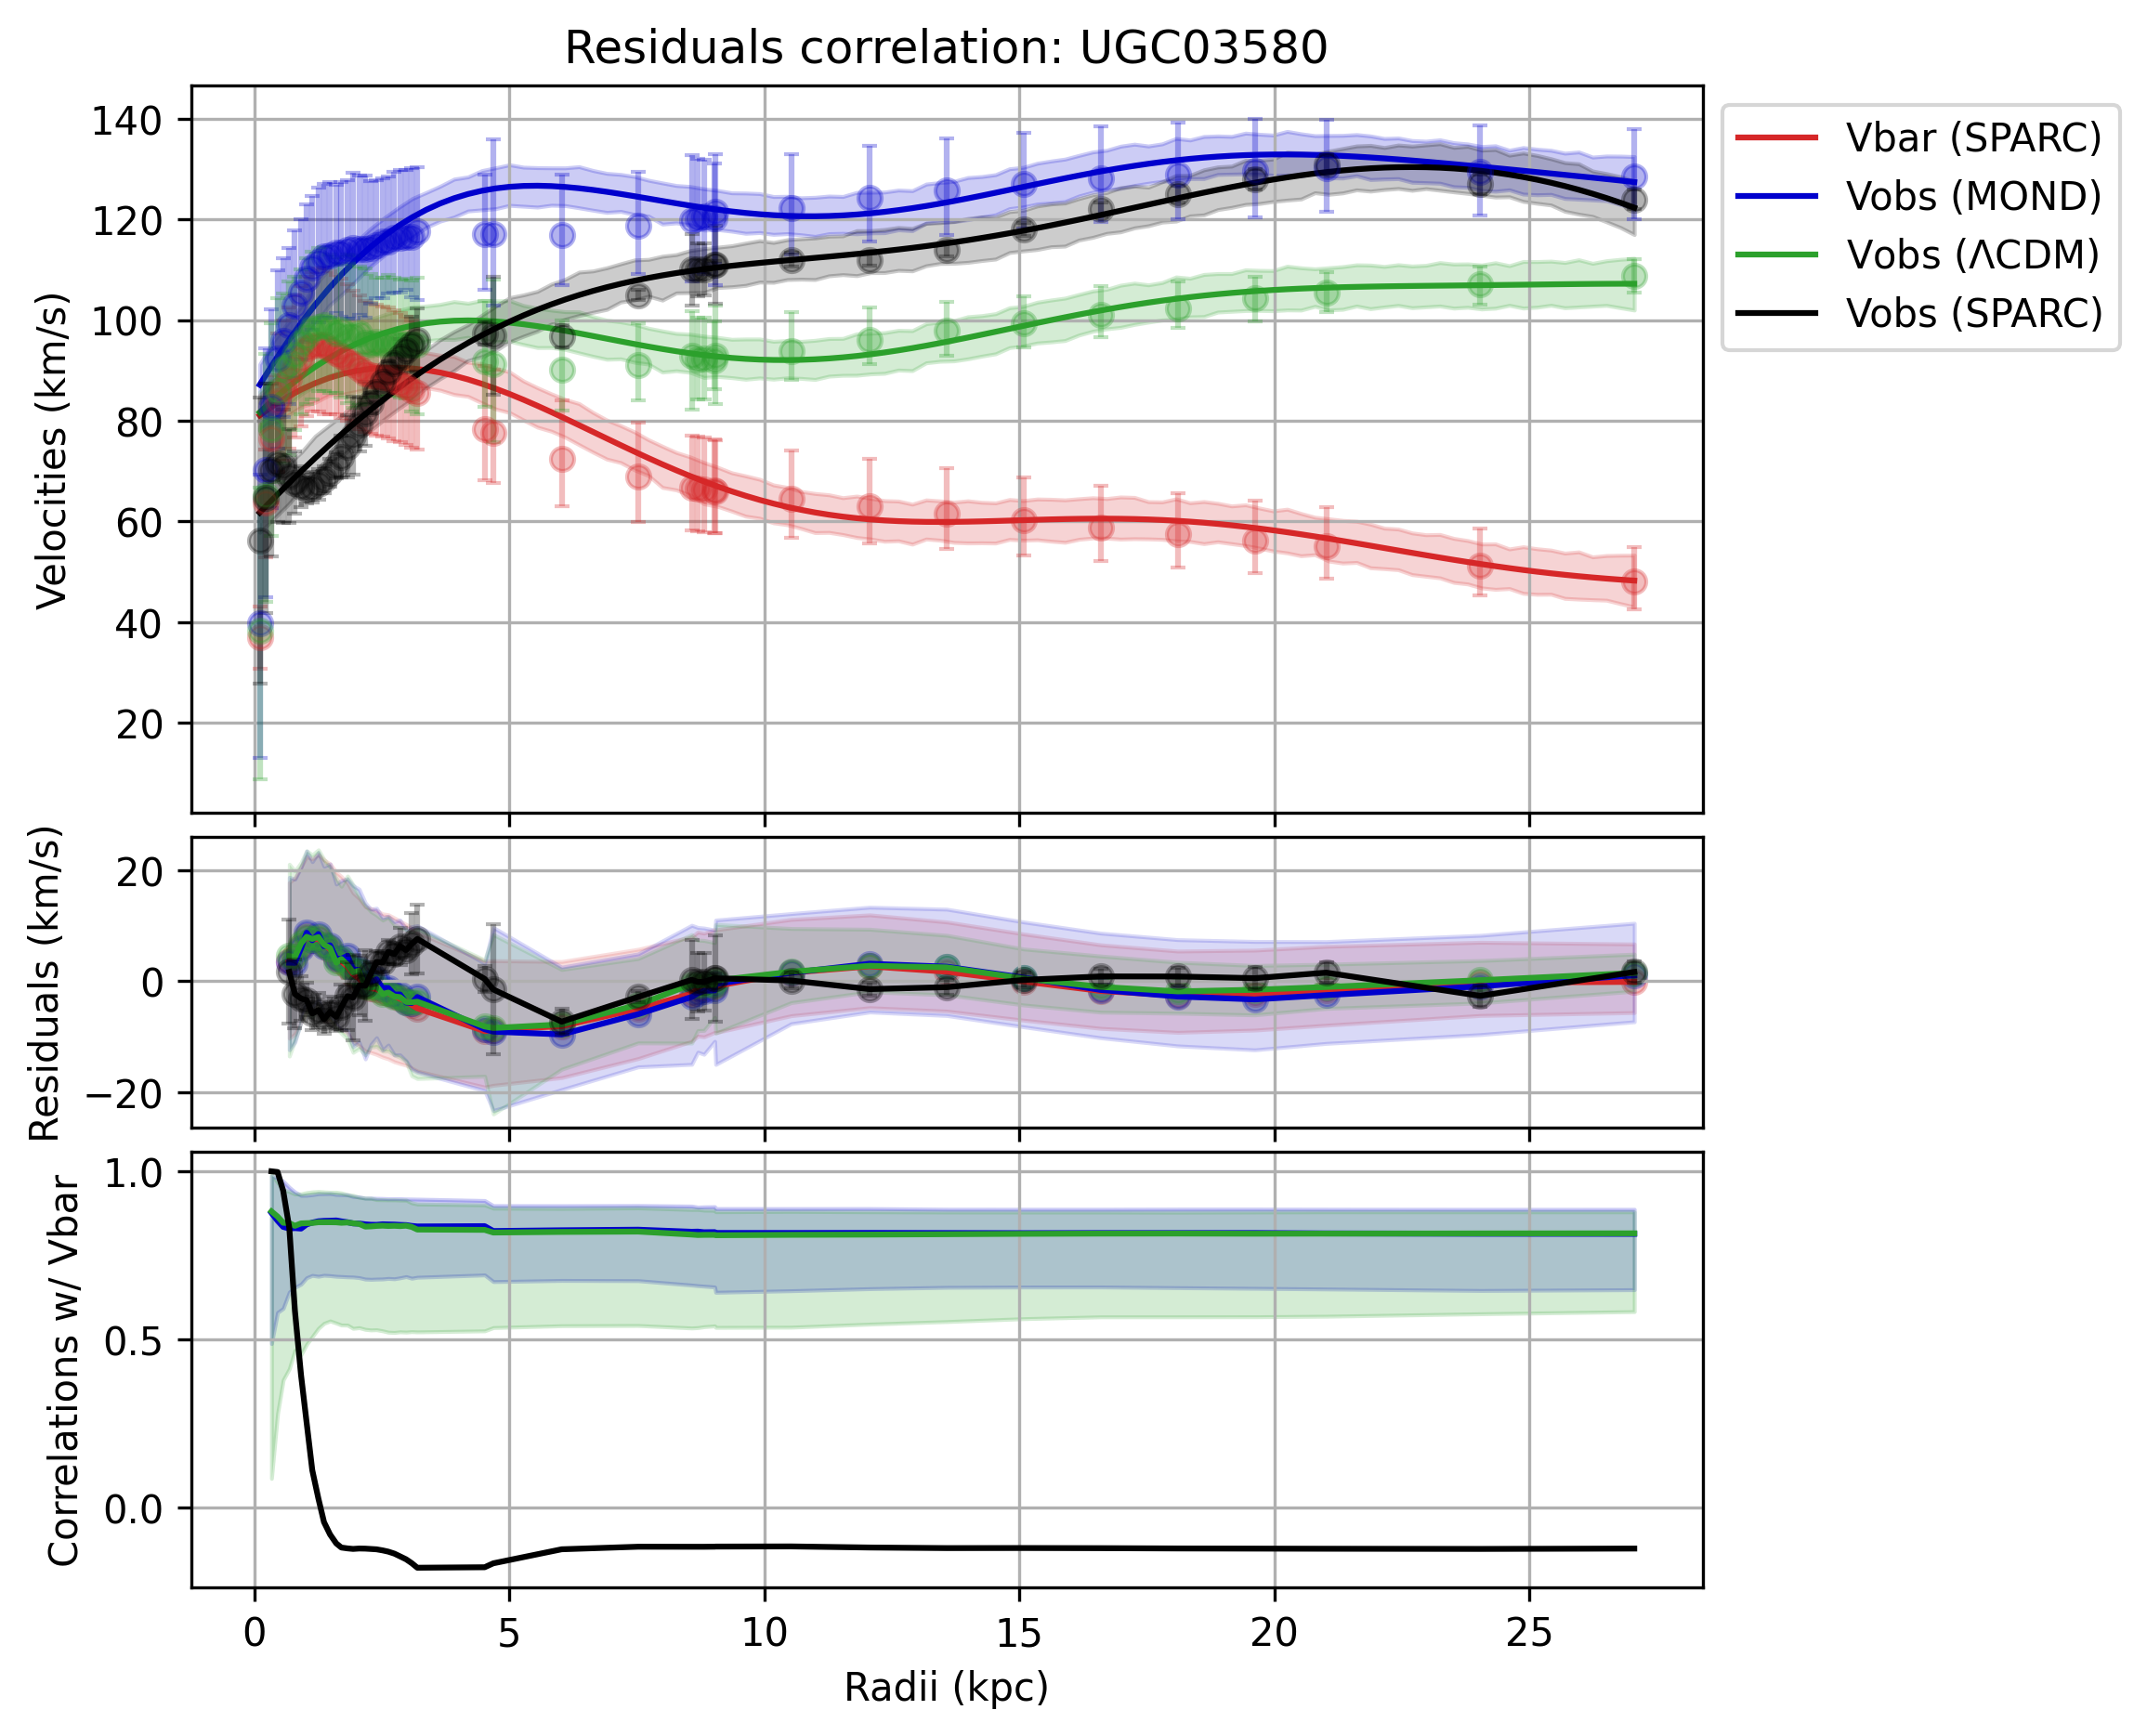 Residuals correlation: UGC03580
140
120
100
80
60
40
20
Velocities (km/s)
Vbar (SPARC)
Vobs (MOND)
Vobs (ΛCDM)
Vobs (SPARC)
20
0
−20
Residuals (km/s)
1.0
0.5
0.0
Correlations w/ Vbar
0 5 10 15 20 25
Radii (kpc)